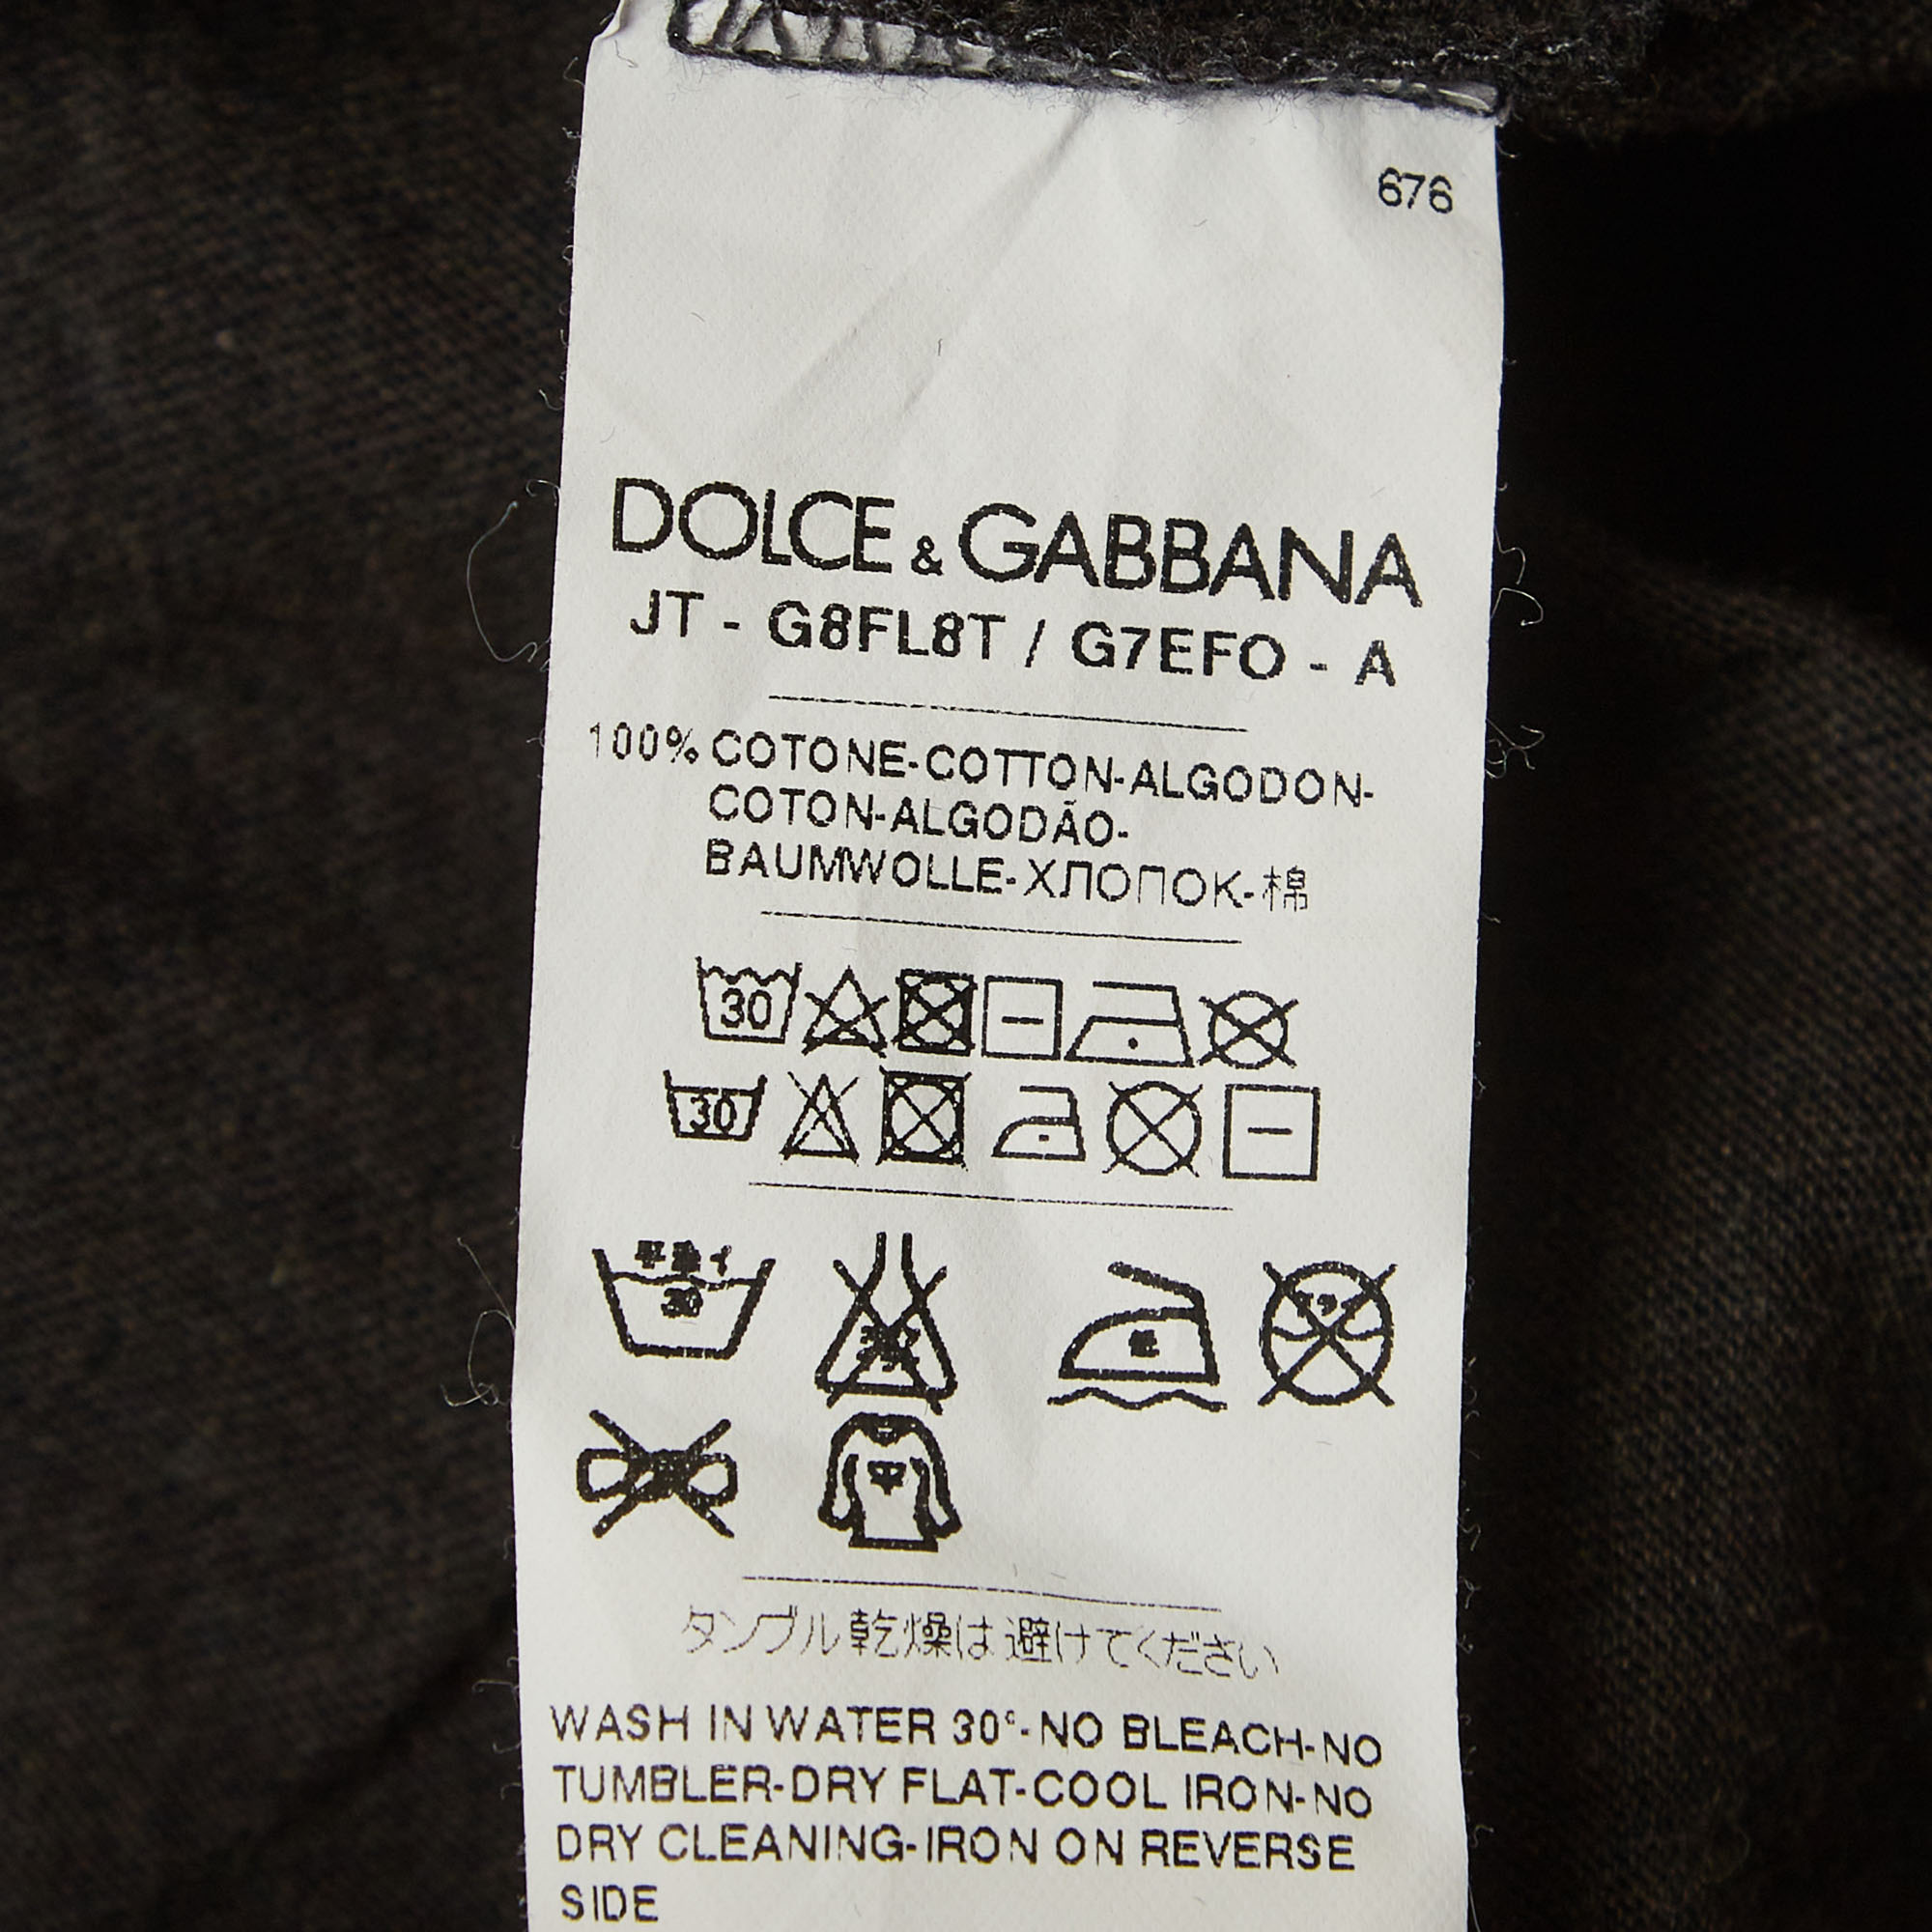 676
DOLCE & GABBANA
JT - G8FL8T / G7EFO - A
100% COTONE-COTTON-ALGODON-
COTON-ALGODÃO-
BAUMWOLLE-ХЛОПОК-棉
30
30
30
タンブル乾燥は避けてください
WASH IN WATER 30°-NO BLEACH-NO
TUMBLER-DRY FLAT-COOL IRON-NO
DRY CLEANING-IRON ON REVERSE
SIDE